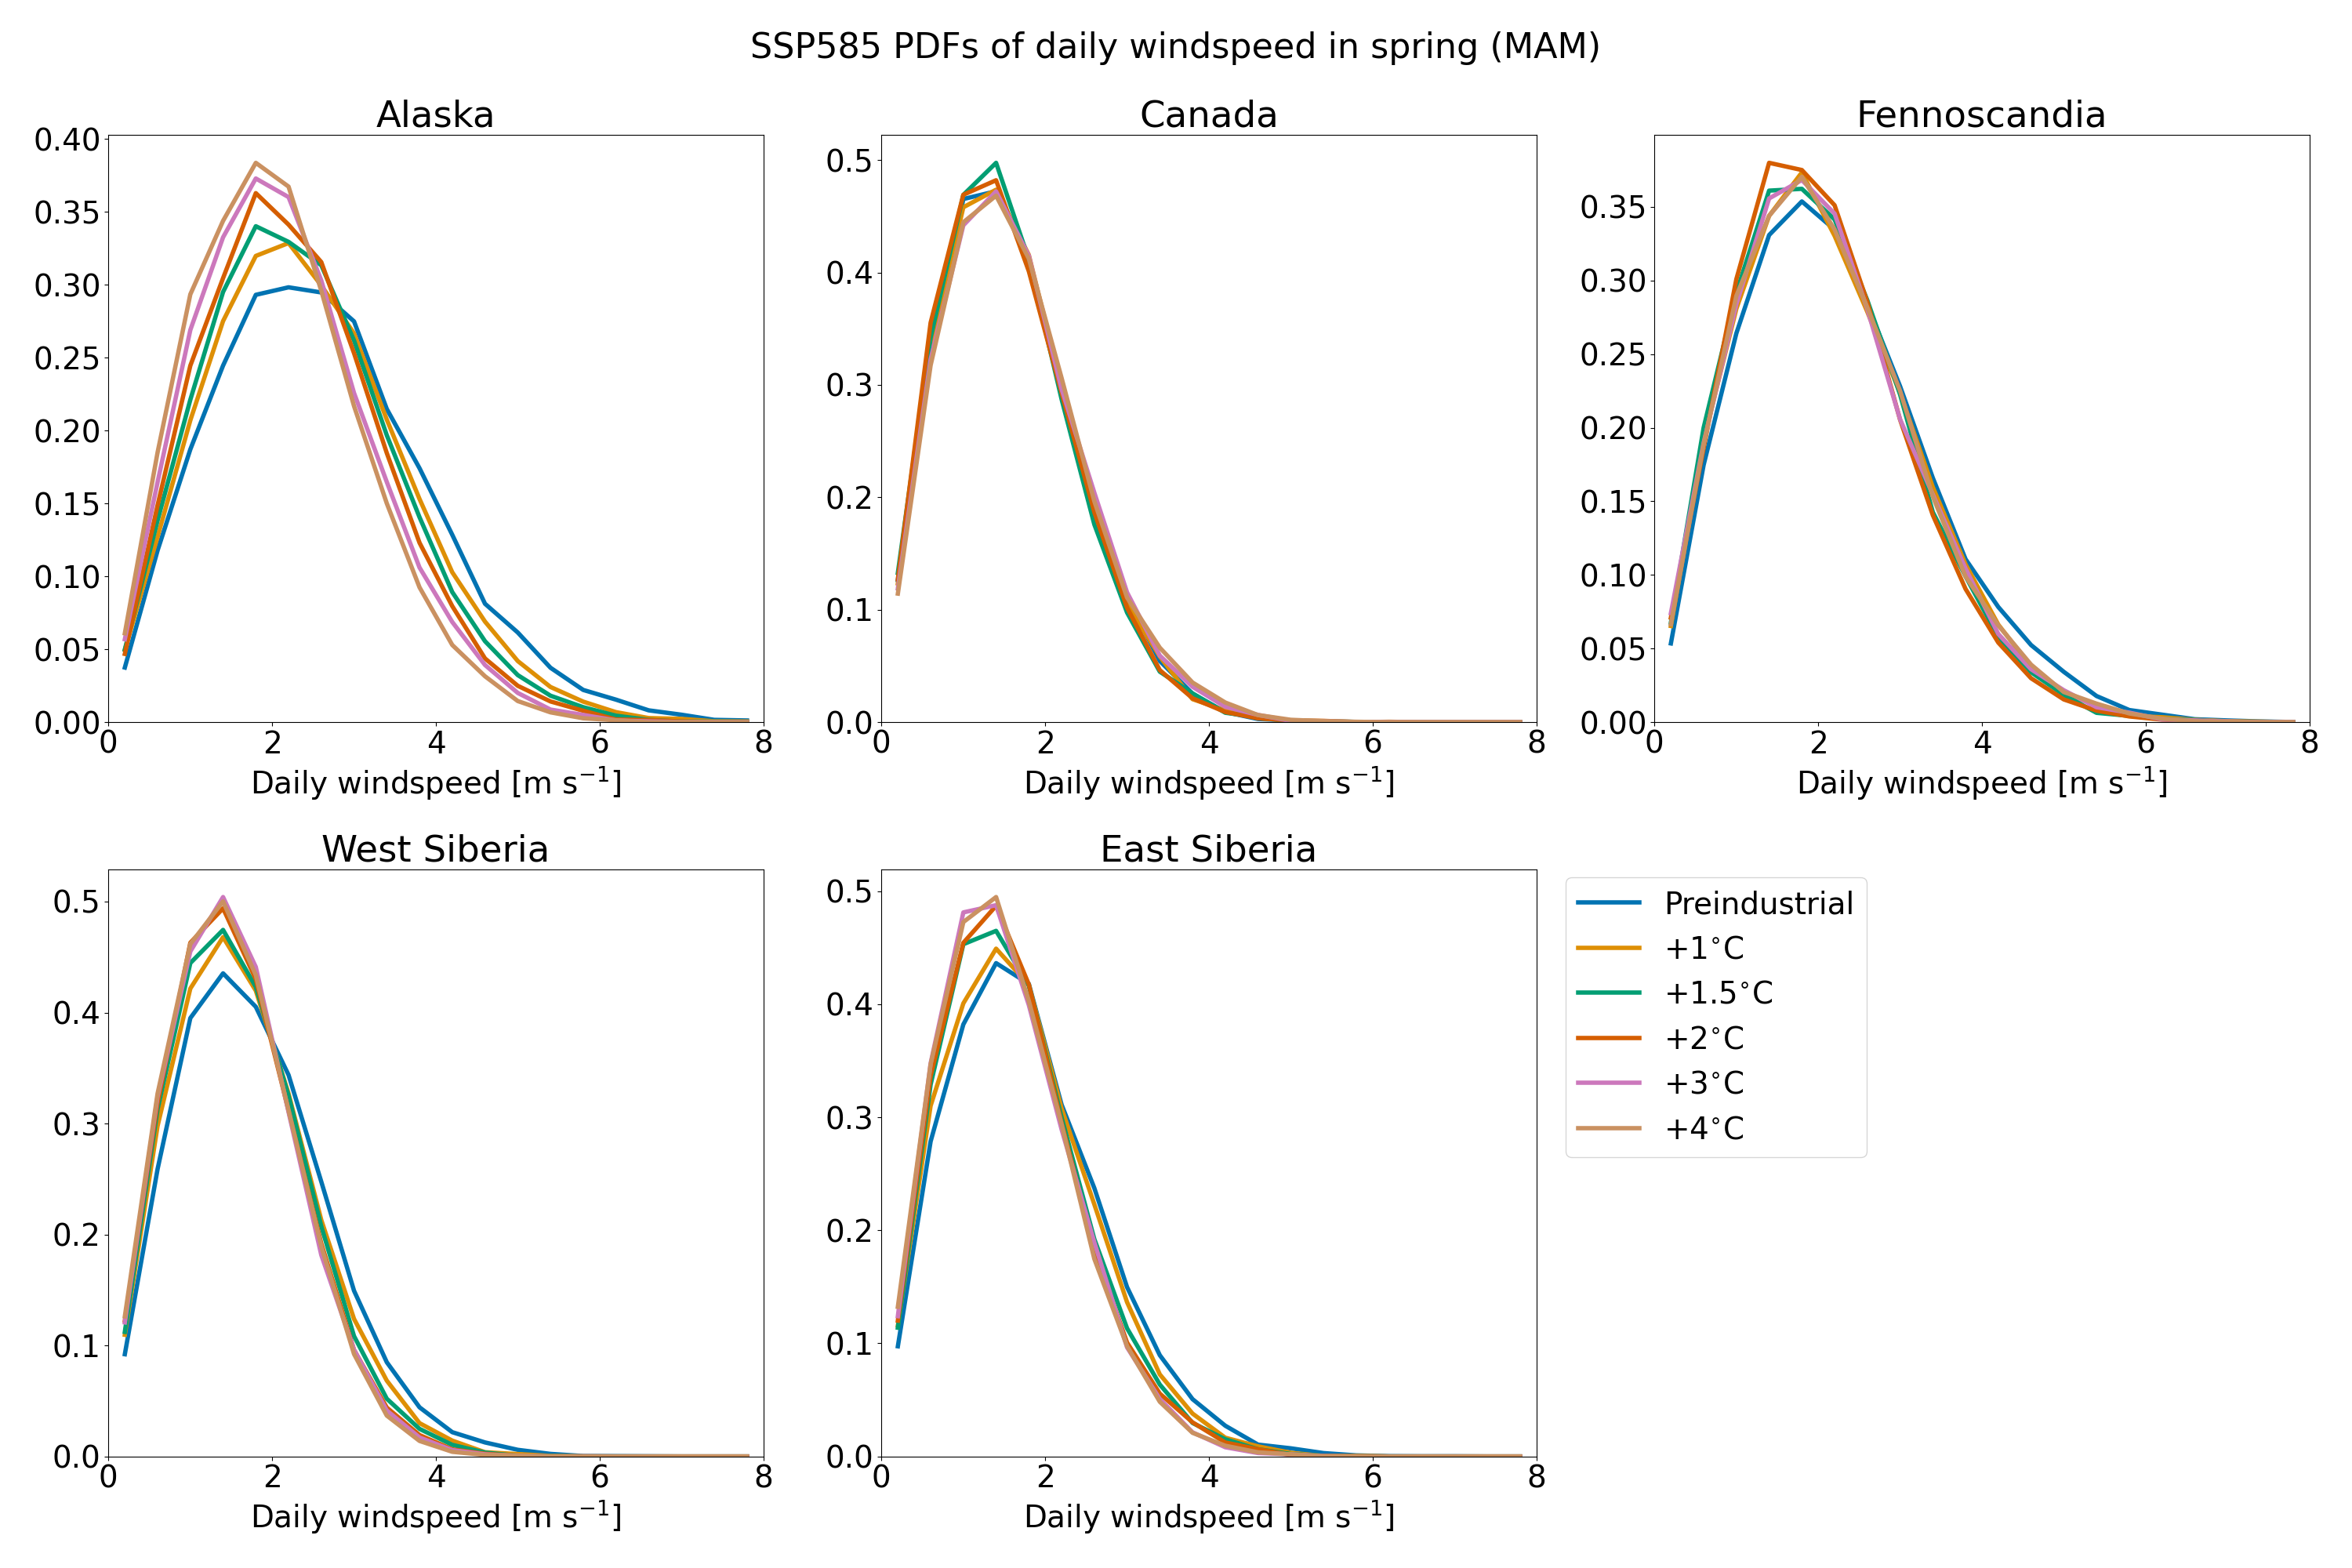 SSP585 PDFs of daily windspeed in spring (MAM)
Alaska
0.40
0.35
0.30
0.25
0.20
0.15
0.10
0.05
0.00
0 2 4 6 8
Daily windspeed [m s⁻¹]
Canada
0.5
0.4
0.3
0.2
0.1
0.0
0 2 4 6 8
Daily windspeed [m s⁻¹]
Fennoscandia
0.35
0.30
0.25
0.20
0.15
0.10
0.05
0.00
0 2 4 6 8
Daily windspeed [m s⁻¹]
West Siberia
0.5
0.4
0.3
0.2
0.1
0.0
0 2 4 6 8
Daily windspeed [m s⁻¹]
East Siberia
0.5
0.4
0.3
0.2
0.1
0.0
0 2 4 6 8
Daily windspeed [m s⁻¹]
Preindustrial
+1°C
+1.5°C
+2°C
+3°C
+4°C